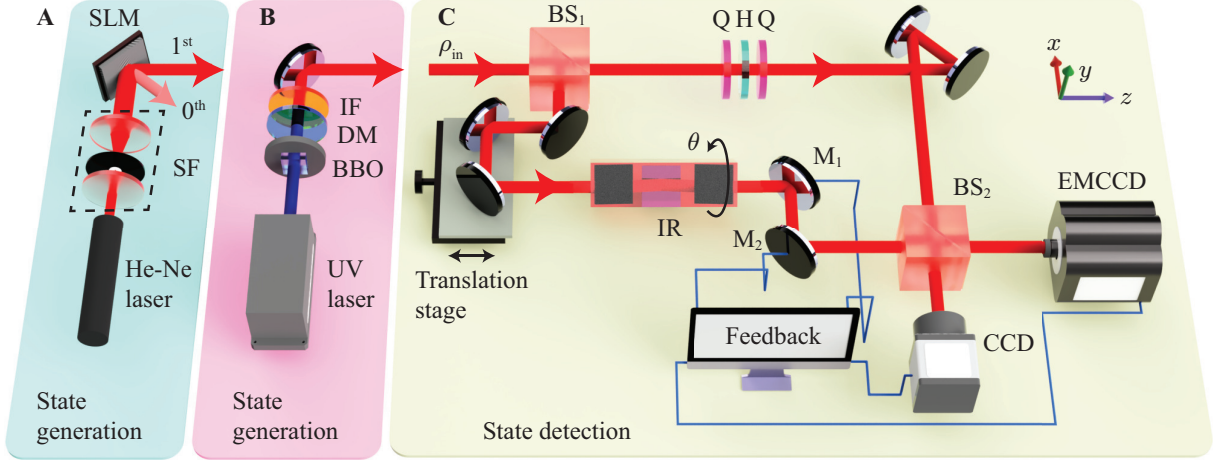 A
SLM
1st
0th
SF
He-Ne
laser
State
generation
B
IF
DM
BBO
UV
laser
State
generation
C
ρin
BS1
Q H Q
x
y
z
θ
M1
IR
M2
BS2
EMCCD
Translation
stage
Feedback
CCD
State detection